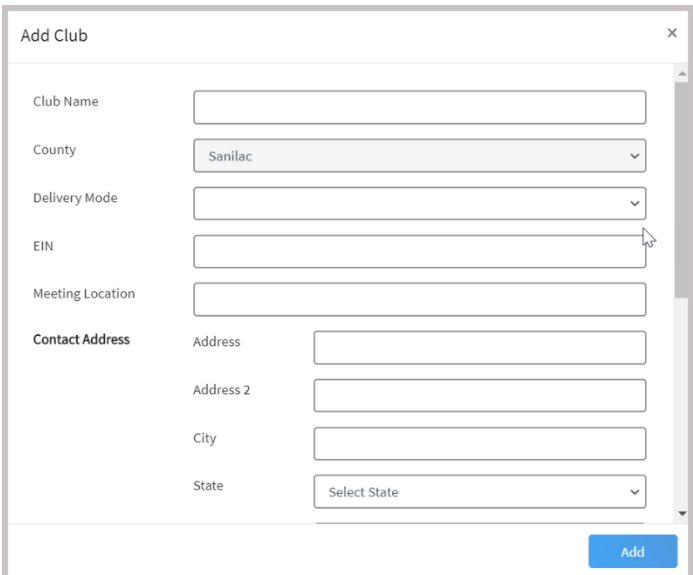 Add Club ×
Club Name
County Sanilac
Delivery Mode
EIN
Meeting Location
Contact Address Address
Address 2
City
State Select State
Add